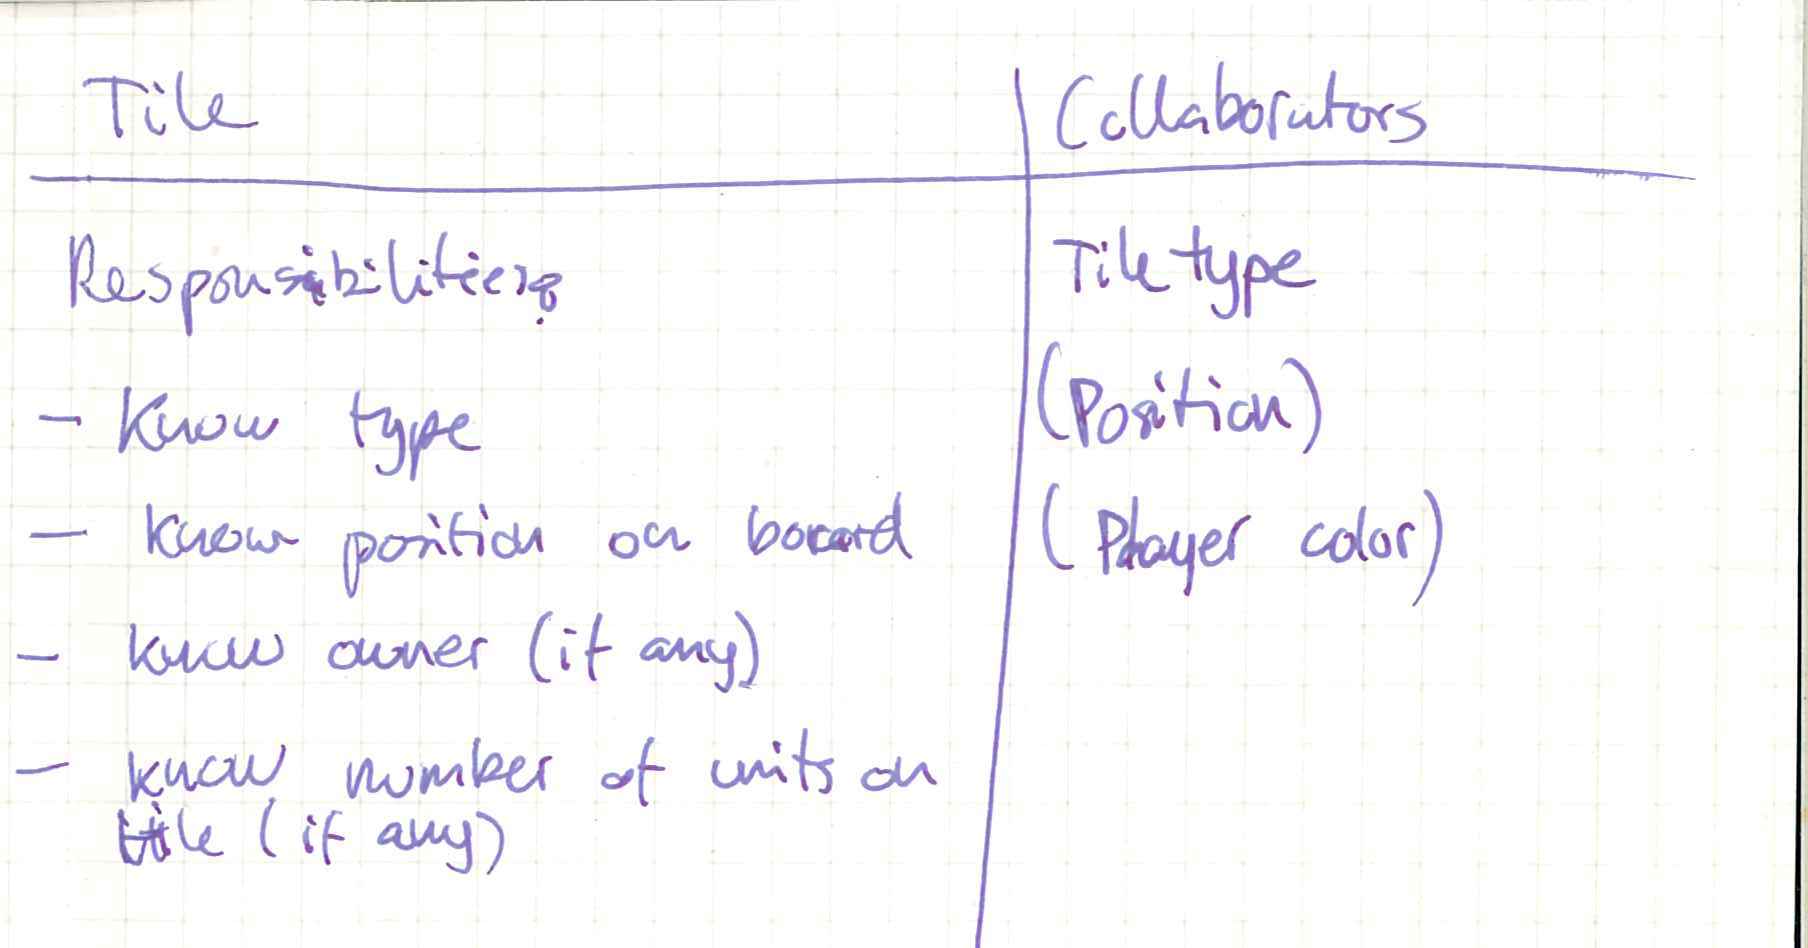 Tile
Collaborators
Responsibilities:
- Know type
- know position on board
- know owner (if any)
- know number of units on
tile (if any)
Tile type
(Position)
(Player color)